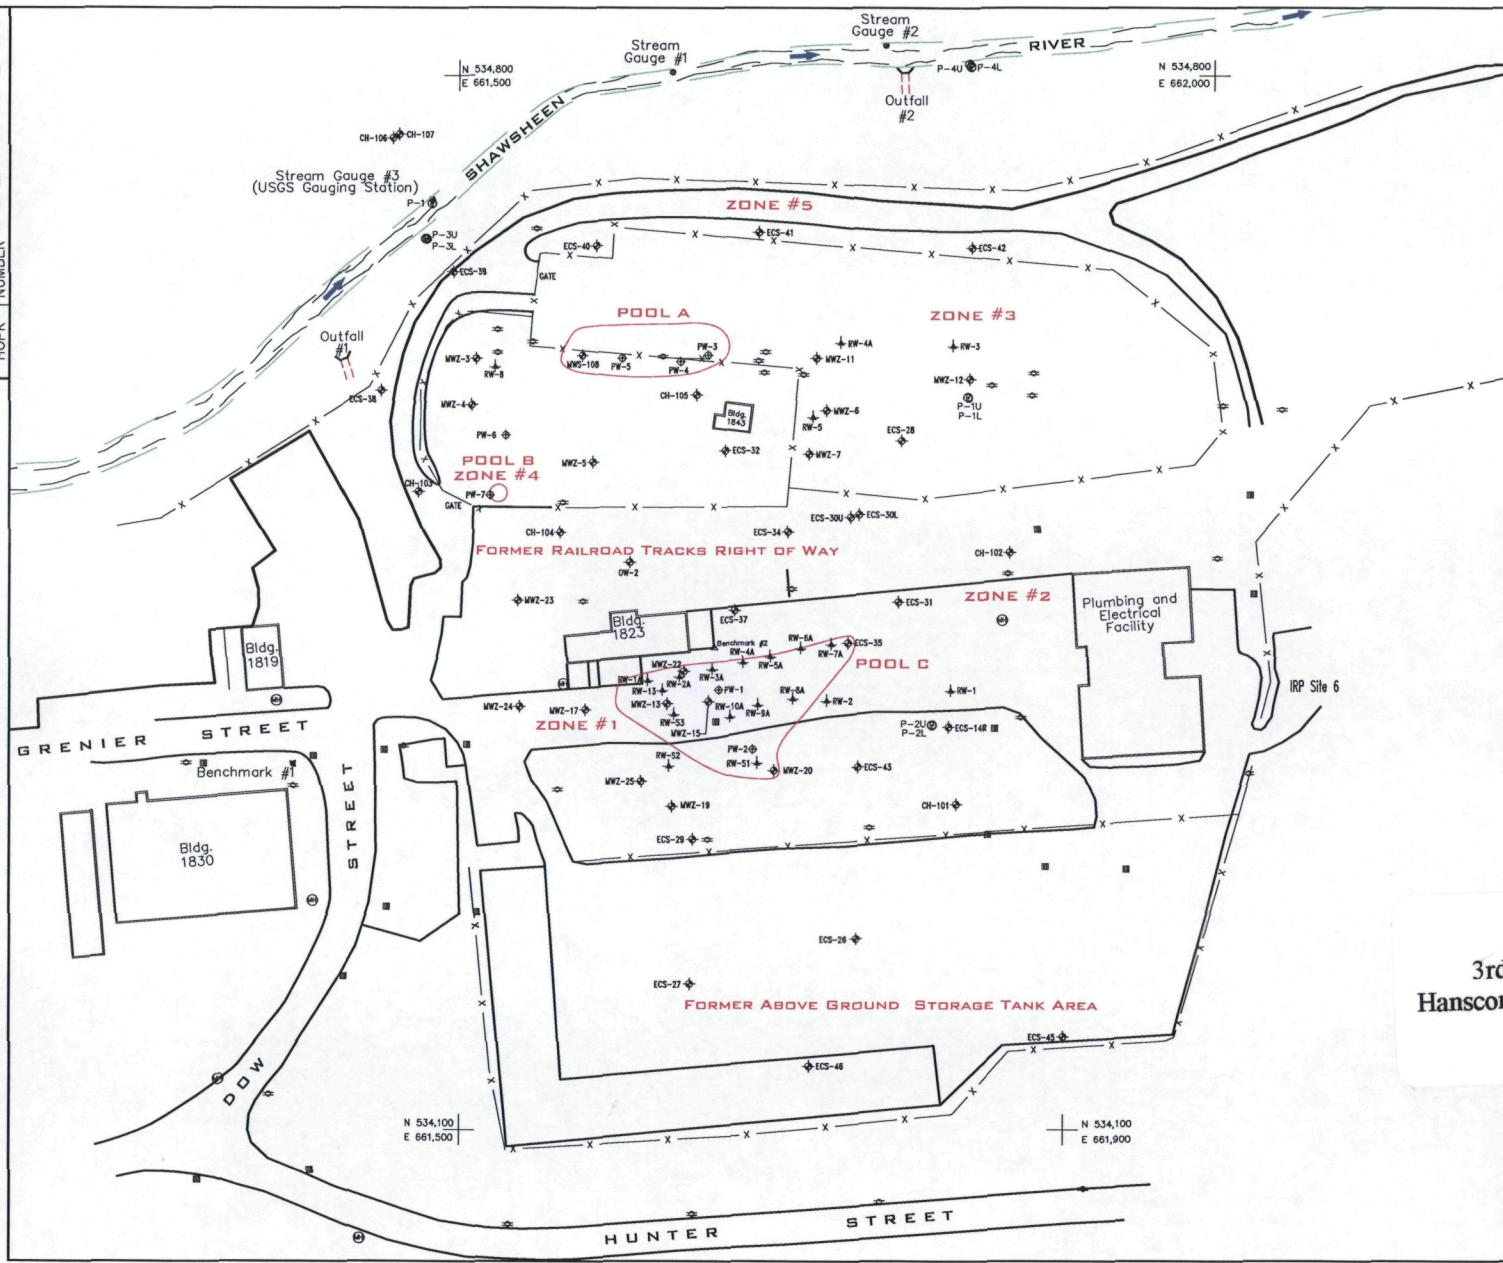 Stream
Gauge #2
Stream
Gauge #1
RIVER
N 534,800
E 661,500
P-4U
P-4L
N 534,800
E 662,000
Outfall
#2
CH-106
CH-107
SHAWSHEEN
Stream Gauge #3
(USGS Gauging Station)
P-1
ZONE #5
P-3U
P-3L
ECS-40
ECS-41
ECS-42
NUMBER
ECS-39
GATE
POOL A
ZONE #3
Outfall
#1
MWZ-3
RW-8
MWS-108
PW-5
PW-4
PW-3
RW-4A
MWZ-11
RW-3
MWZ-12
ECS-38
MWZ-4
CH-105
Bldg.
1843
MWZ-6
RW-5
P-1U
P-1L
PW-6
ECS-28
POOL B
ZONE #4
MWZ-5
ECS-32
MWZ-7
CH-103
PW-7
GATE
ECS-30U
ECS-30L
CH-104
ECS-34
FORMER RAILROAD TRACKS RIGHT OF WAY
CH-102
OW-2
MWZ-23
ECS-37
ECS-31
ZONE #2
Plumbing and
Electrical
Facility
Bldg.
1823
Bldg.
1819
Benchmark #2
RW-4A
RW-6A
RW-7A
ECS-35
POOL C
MWZ-22
RW-5A
RW-1A
RW-2A
RW-3A
RW-13
PW-1
RW-8A
RW-2
RW-1
IRP Site 6
MWZ-24
MWZ-17
MWZ-13
RW-10A
RW-9A
ZONE #1
RW-S3
MWZ-15
P-2U
P-2L
ECS-14R
GRENIER STREET
PW-2
RW-S2
RW-S1
MWZ-20
ECS-43
Benchmark #1
MWZ-25
MWZ-19
CH-101
ECS-29
STREET
Bldg.
1830
ECS-26
ECS-27
FORMER ABOVE GROUND STORAGE TANK AREA
3rd
Hanscom
ECS-45
ECS-46
DOW
N 534,100
E 661,500
N 534,100
E 661,900
HUNTER STREET